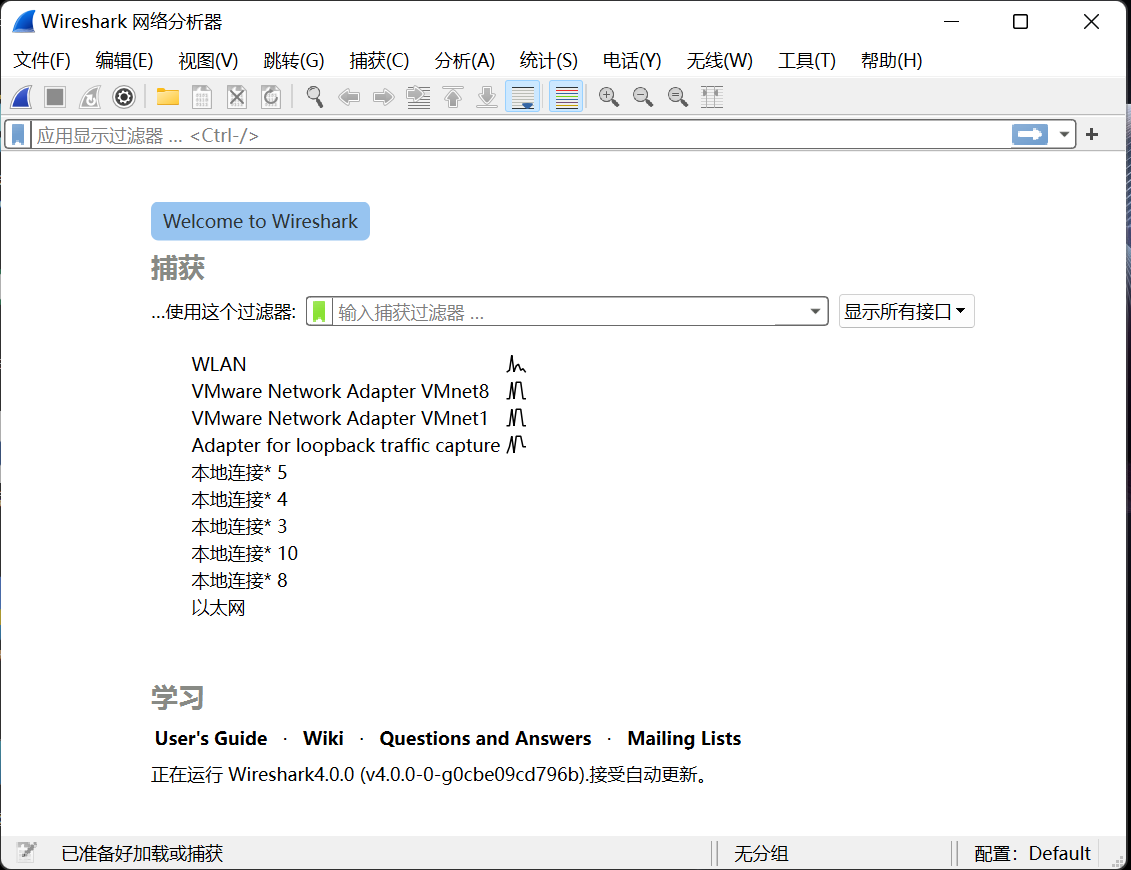 Wireshark 网络分析器
文件(F) 编辑(E) 视图(V) 跳转(G) 捕获(C) 分析(A) 统计(S) 电话(Y) 无线(W) 工具(T) 帮助(H)
应用显示过滤器 … <Ctrl-/>
Welcome to Wireshark
捕获
…使用这个过滤器: 输入捕获过滤器 … 显示所有接口
WLAN
VMware Network Adapter VMnet8
VMware Network Adapter VMnet1
Adapter for loopback traffic capture
本地连接* 5
本地连接* 4
本地连接* 3
本地连接* 10
本地连接* 8
以太网
学习
User's Guide · Wiki · Questions and Answers · Mailing Lists
正在运行 Wireshark4.0.0 (v4.0.0-0-g0cbe09cd796b).接受自动更新。
已准备好加载或捕获 无分组 配置：Default